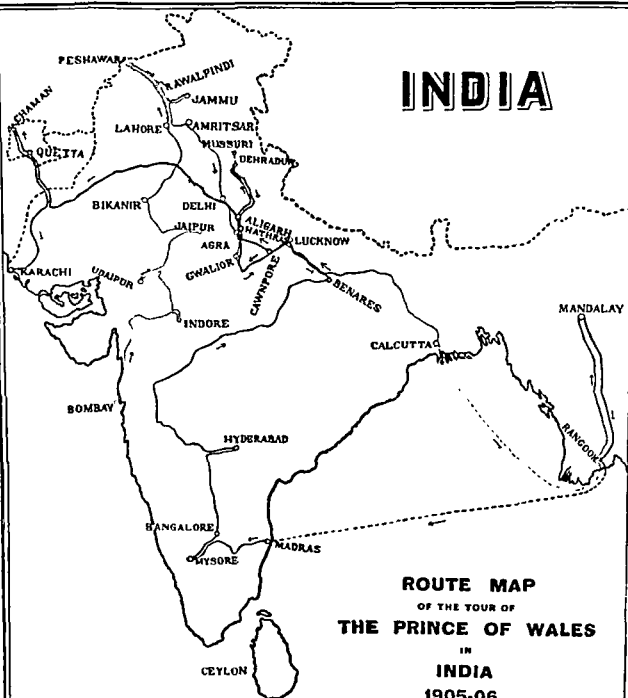 INDIA
PESHAWAR
RAWALPINDI
JAMMU
CHAMAN
LAHORE
AMRITSAR
QUETTA
MUSSURI
DEHRADUN
BIKANIR
DELHI
ALIGARH
HATHRAS
JAIPUR
AGRA
LUCKNOW
KARACHI
UDAIPUR
GWALIOR
CAWNPORE
BENARES
INDORE
CALCUTTA
MANDALAY
BOMBAY
HYDERABAD
RANGOOK
BANGALORE
MADRAS
MYSORE
CEYLON
ROUTE MAP
OF THE TOUR OF
THE PRINCE OF WALES
IN
INDIA
1905-06